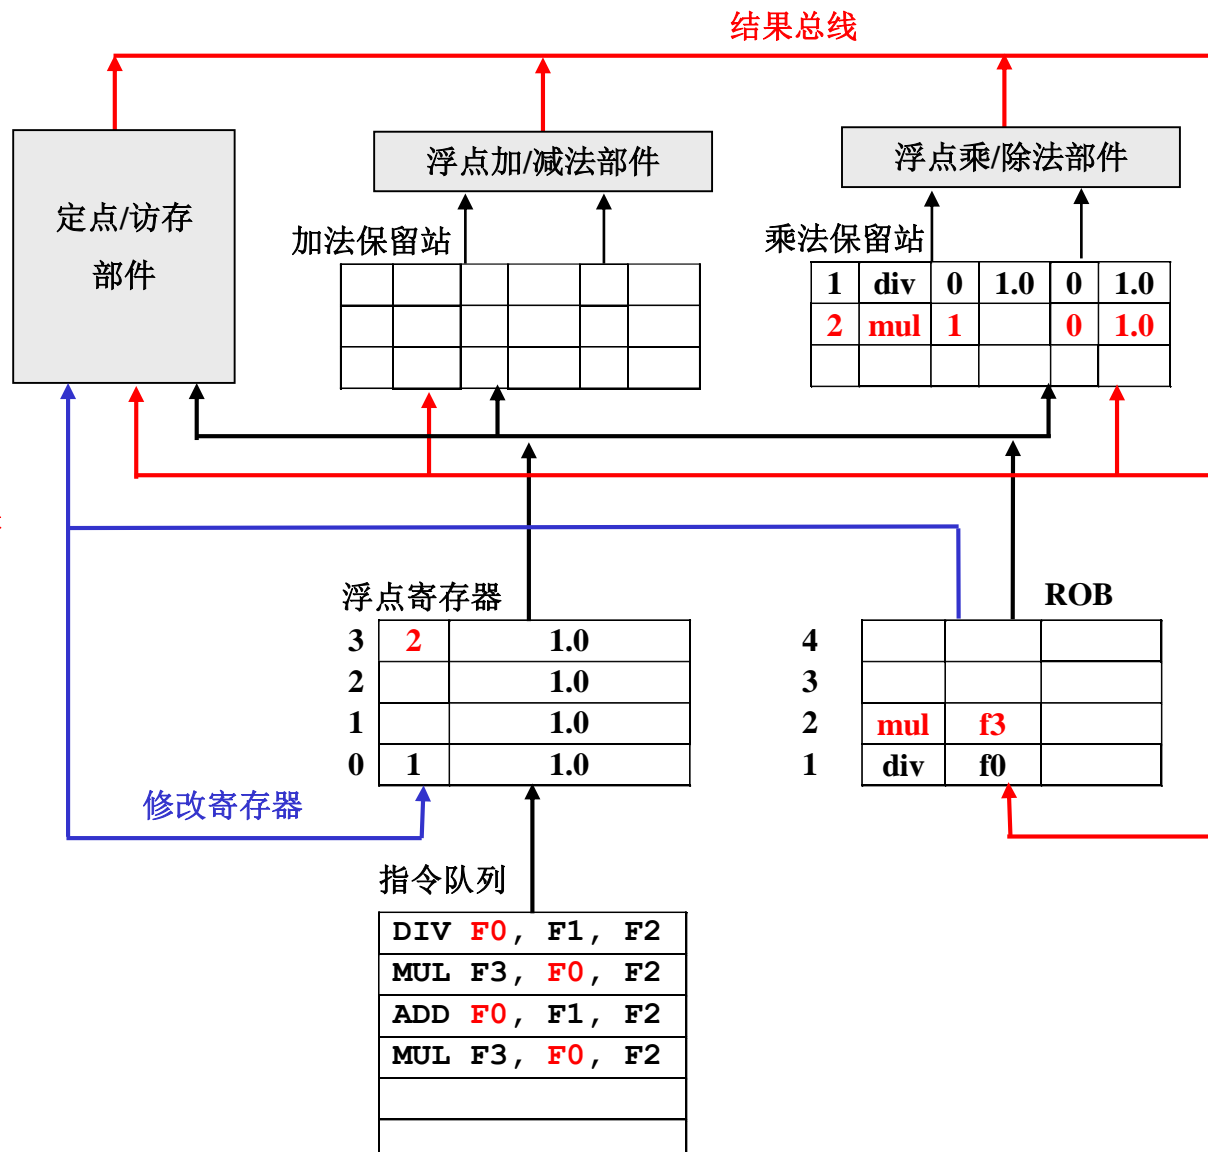 结果总线
定点/访存
部件
浮点加/减法部件
浮点乘/除法部件
加法保留站
乘法保留站
1 div 0 1.0 0 1.0
2 mul 1 0 1.0
浮点寄存器
3 2 1.0
2 1.0
1 1.0
0 1 1.0
ROB
4
3
2 mul f3
1 div f0
修改寄存器
指令队列
DIV F0, F1, F2
MUL F3, F0, F2
ADD F0, F1, F2
MUL F3, F0, F2